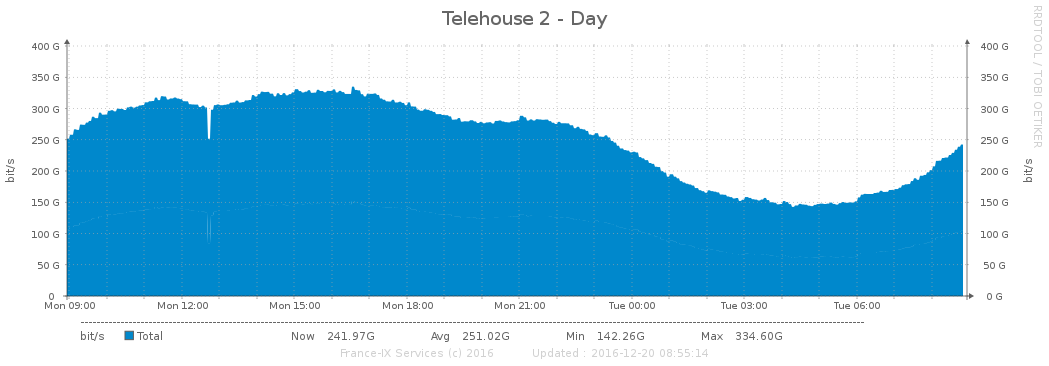 Telehouse 2 - Day
RRDTOOL / TOBI OETIKER
400 G 400 G
350 G 350 G
300 G 300 G
250 G 250 G
200 G 200 G
150 G 150 G
100 G 100 G
50 G 50 G
0 0 G
bit/s bit/s
Mon 09:00 Mon 12:00 Mon 15:00 Mon 18:00 Mon 21:00 Tue 00:00 Tue 03:00 Tue 06:00
bit/s Total Now 241.97G Avg 251.02G Min 142.26G Max 334.60G
France-IX Services (c) 2016 Updated : 2016-12-20 08:55:14